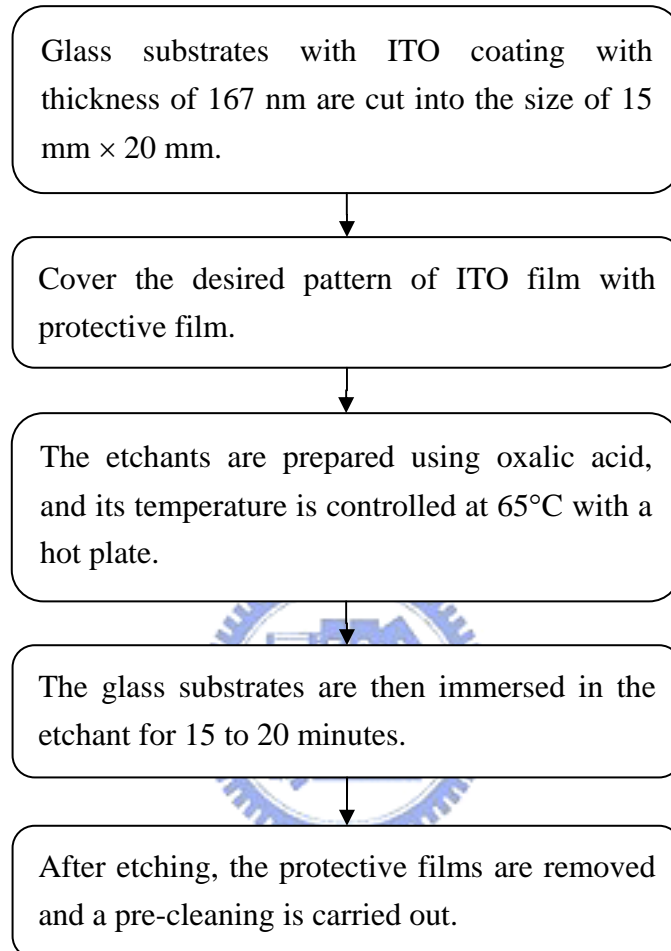 Glass substrates with ITO coating with
thickness of 167 nm are cut into the size of 15
mm × 20 mm.
Cover the desired pattern of ITO film with
protective film.
The etchants are prepared using oxalic acid,
and its temperature is controlled at 65°C with a
hot plate.
The glass substrates are then immersed in the
etchant for 15 to 20 minutes.
After etching, the protective films are removed
and a pre-cleaning is carried out.